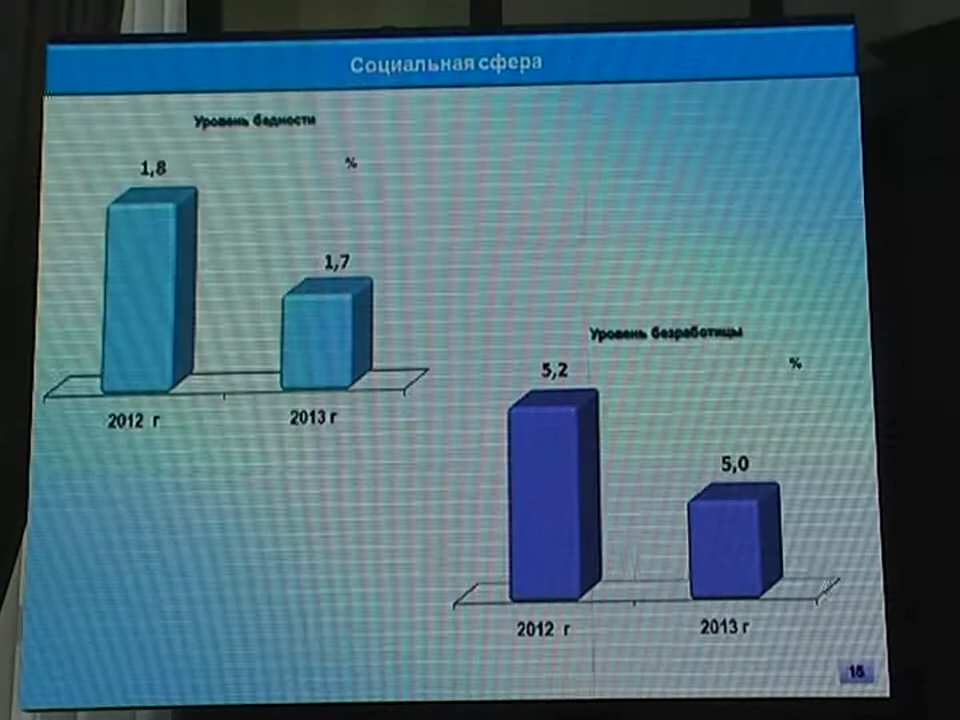 Социальная сфера
Уровень бедности
%
1,8
1,7
2012 г
2013 г
Уровень безработицы
%
5,2
5,0
2012 г
2013 г
15